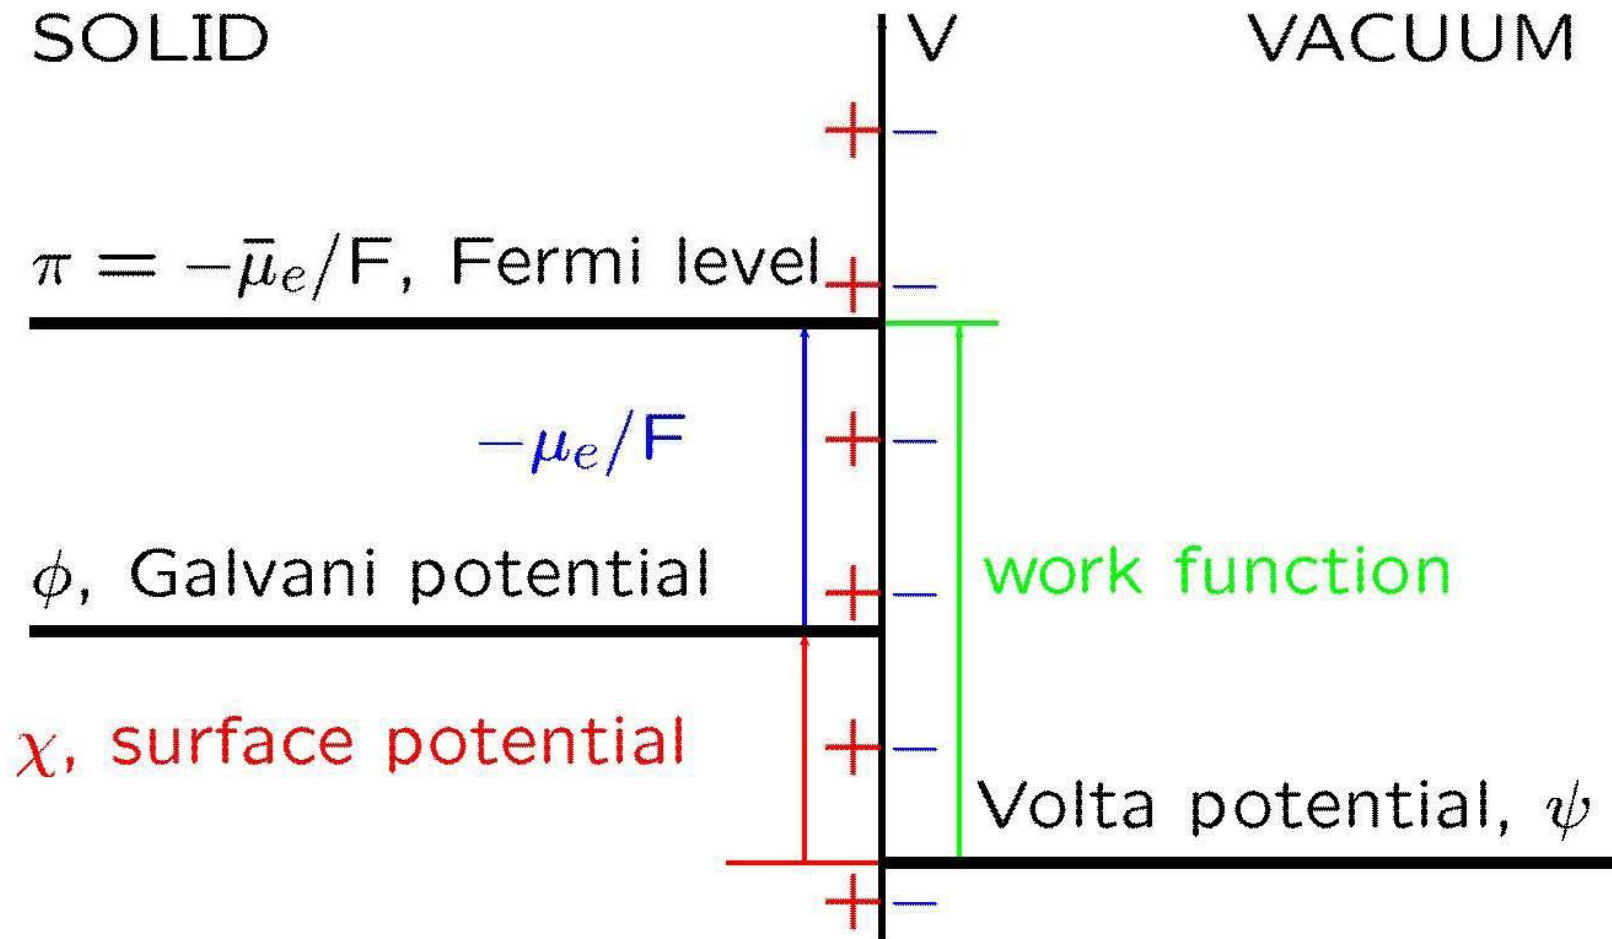 SOLID V VACUUM
+ −
π = −μ̄ₑ/F, Fermi level + −
−μₑ/F + −
ϕ, Galvani potential + − work function
χ, surface potential + −
Volta potential, ψ
+ −